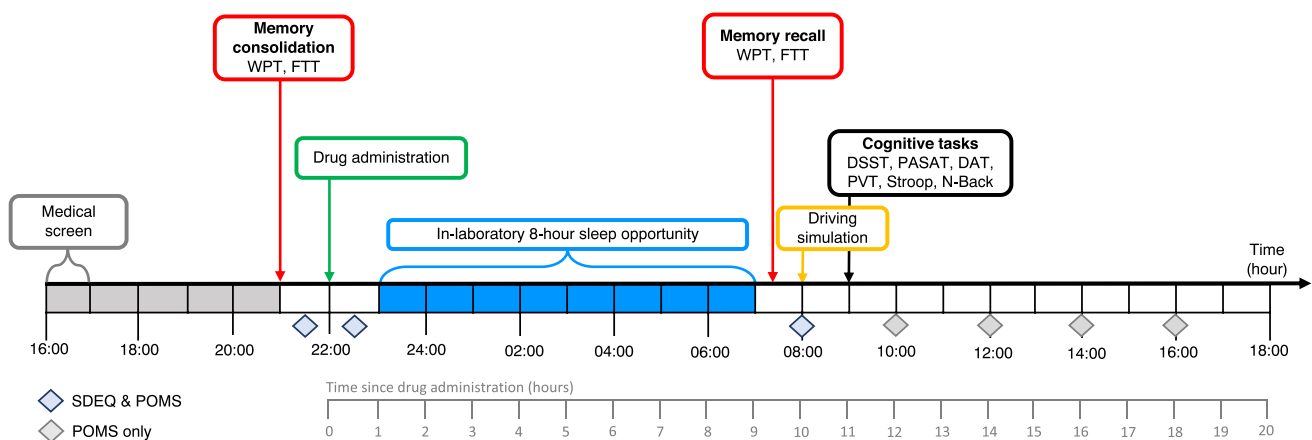 Memory
consolidation
WPT, FTT
Memory recall
WPT, FTT
Drug administration
Cognitive tasks
DSST, PASAT, DAT,
PVT, Stroop, N-Back
Medical
screen
In-laboratory 8-hour sleep opportunity
Driving
simulation
Time
(hour)
16:00 18:00 20:00 22:00 24:00 02:00 04:00 06:00 08:00 10:00 12:00 14:00 16:00 18:00
SDEQ & POMS
POMS only
Time since drug administration (hours)
0 1 2 3 4 5 6 7 8 9 10 11 12 13 14 15 16 17 18 19 20